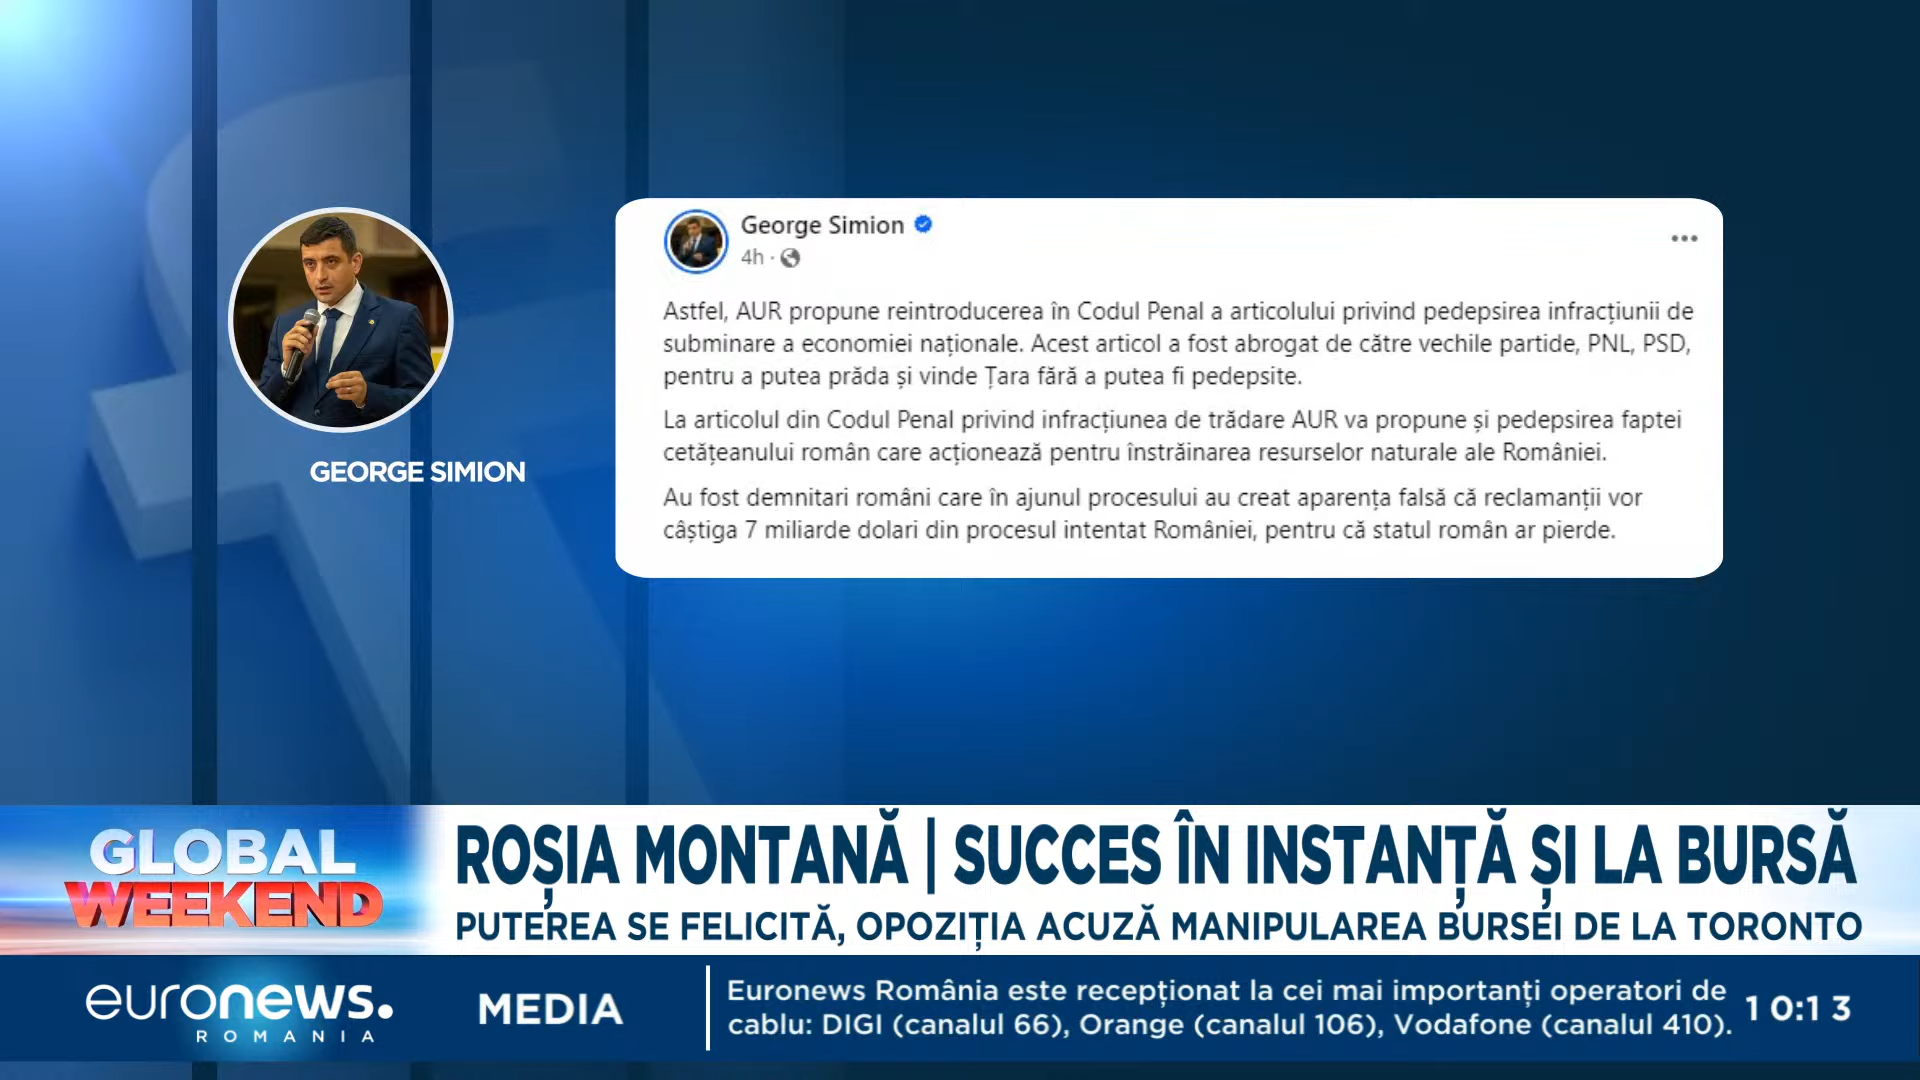 George Simion
4h ·
Astfel, AUR propune reintroducerea în Codul Penal a articolului privind pedepsirea infracțiunii de
subminare a economiei naționale. Acest articol a fost abrogat de către vechile partide, PNL, PSD,
pentru a putea prăda și vinde Țara fără a putea fi pedepsite.
La articolul din Codul Penal privind infracțiunea de trădare AUR va propune și pedepsirea faptei
cetățeanului român care acționează pentru înstrăinarea resurselor naturale ale României.
Au fost demnitari români care în ajunul procesului au creat aparența falsă că reclamanții vor
câștiga 7 miliarde dolari din procesul intentat României, pentru că statul român ar pierde.
GEORGE SIMION
GLOBAL
WEEKEND
ROȘIA MONTANĂ | SUCCES ÎN INSTANȚĂ ȘI LA BURSĂ
PUTEREA SE FELICITĂ, OPOZIȚIA ACUZĂ MANIPULAREA BURSEI DE LA TORONTO
euronews.
ROMANIA
MEDIA
Euronews România este recepționat la cei mai importanți operatori de
cablu: DIGI (canalul 66), Orange (canalul 106), Vodafone (canalul 410).
10:13